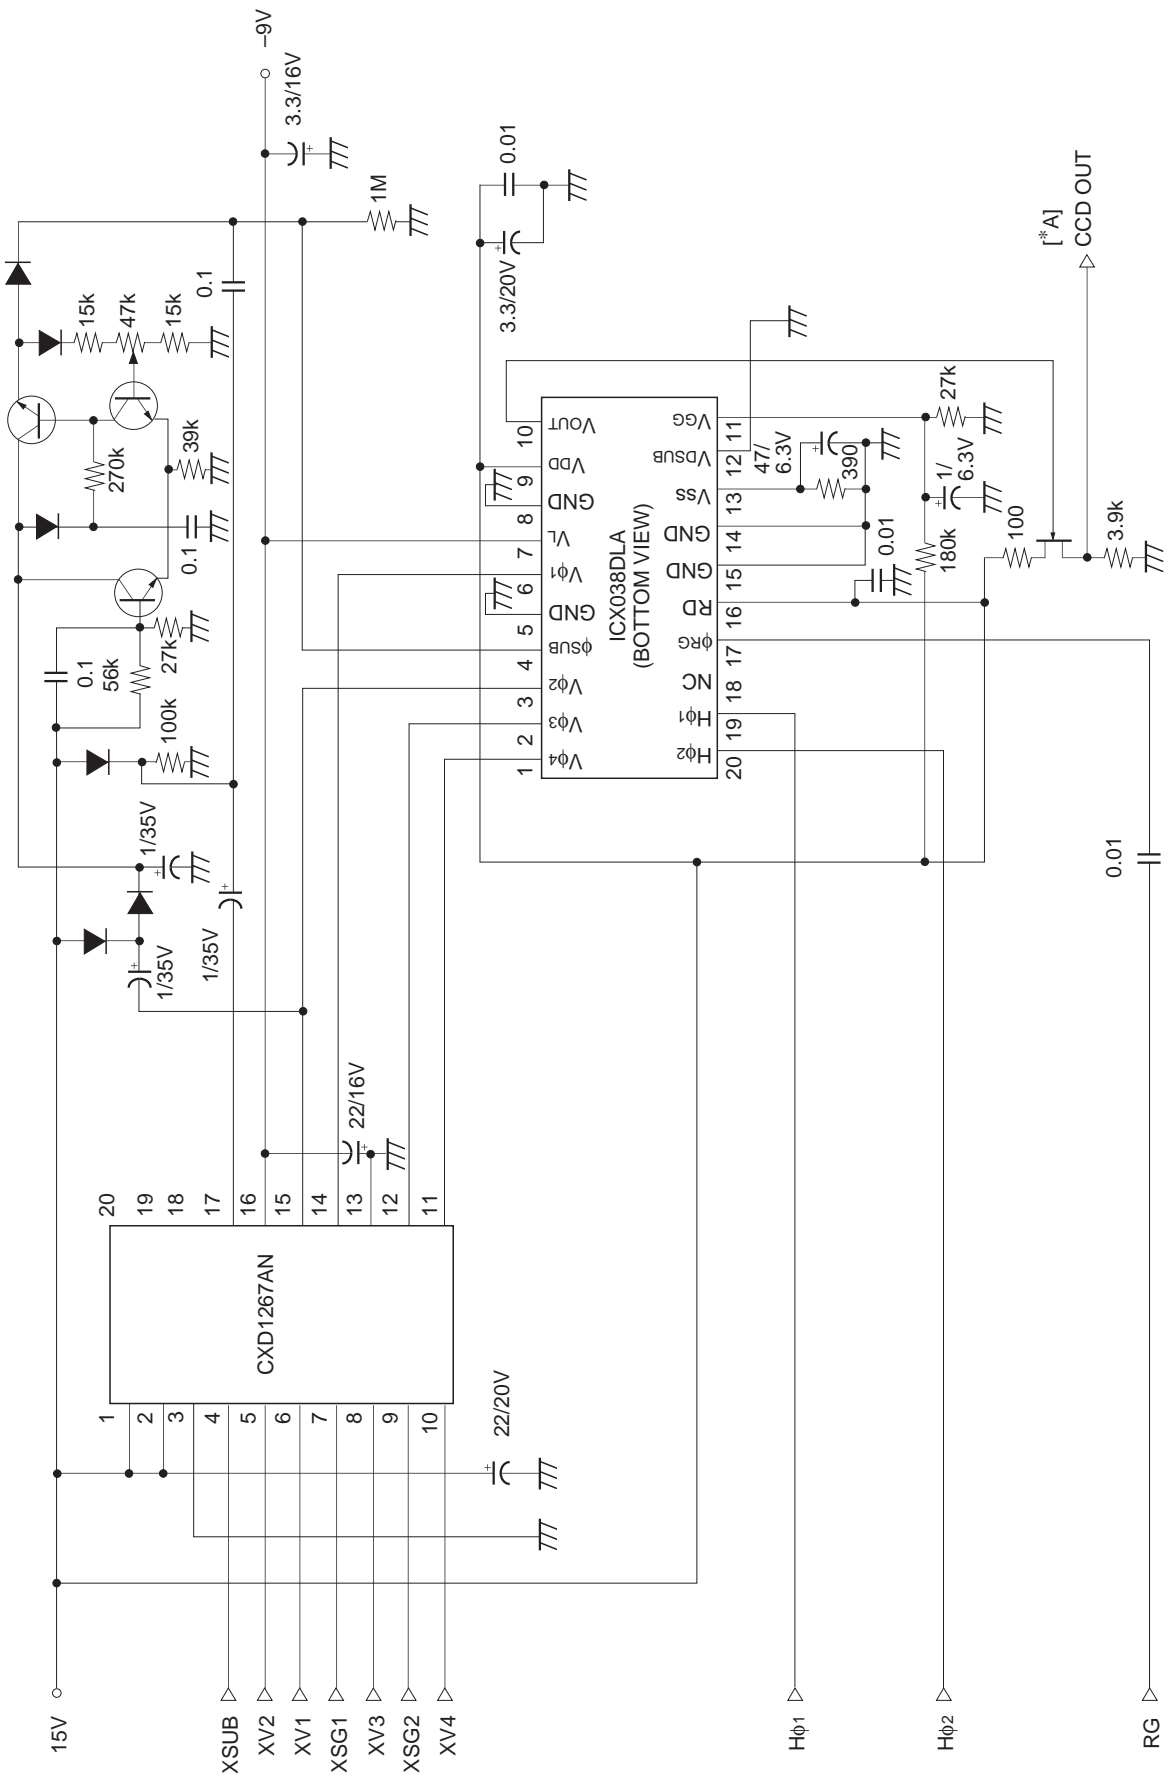 15V
XSUB
XV2
XV1
XSG1
XV3
XSG2
XV4
Hϕ1
Hϕ2
RG
CXD1267AN
1
2
3
4
5
6
7
8
9
10
20
19
18
17
16
15
14
13
12
11
22/20V
22/16V
1/35V
1/35V
1/35V
100k
0.1
56k
27k
0.1
270k
39k
15k
47k
15k
0.1
1M
–9V
3.3/16V
3.3/20V
0.01
ICX038DLA
(BOTTOM VIEW)
1
2
3
4
5
6
7
8
9
10
Vϕ4
Vϕ3
Vϕ2
ϕSUB
GND
Vϕ1
VL
GND
VDD
VOUT
20
19
18
17
16
15
14
13
12
11
Hϕ2
Hϕ1
NC
ϕRG
RD
GND
GND
VSS
VDSUB
VGG
47/
6.3V
390
0.01
180k
1/
6.3V
27k
100
3.9k
0.01
[*A]
CCD OUT